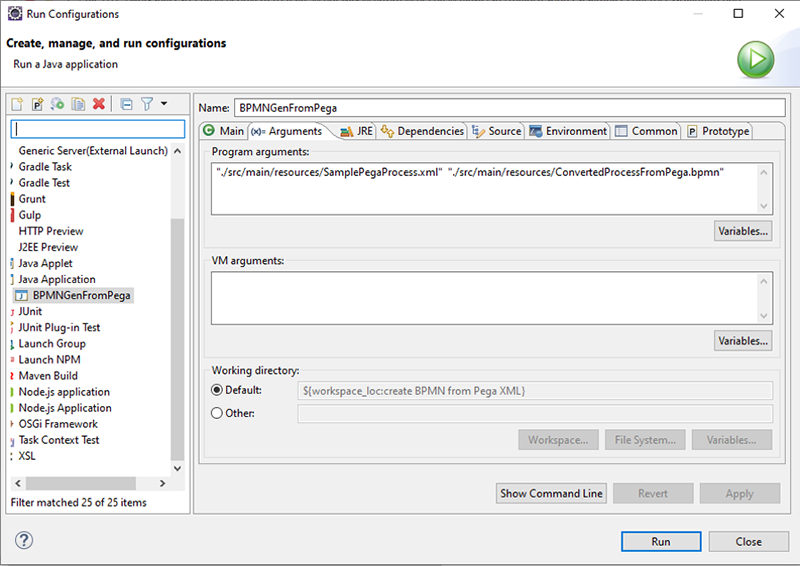 Run Configurations
Create, manage, and run configurations
Run a Java application
Generic Server(External Launch)
Gradle Task
Gradle Test
Grunt
Gulp
HTTP Preview
J2EE Preview
Java Applet
Java Application
BPMNGenFromPega
JUnit
JUnit Plug-in Test
Launch Group
Launch NPM
Maven Build
Node.js application
Node.js Application
OSGi Framework
Task Context Test
XSL
Filter matched 25 of 25 items
Name: BPMNGenFromPega
Main (x)= Arguments JRE Dependencies Source Environment Common Prototype
Program arguments:
"./src/main/resources/SamplePegaProcess.xml" "./src/main/resources/ConvertedProcessFromPega.bpmn"
Variables...
VM arguments:
Variables...
Working directory:
Default: ${workspace_loc:create BPMN from Pega XML}
Other:
Workspace... File System... Variables...
Show Command Line Revert Apply
Run Close